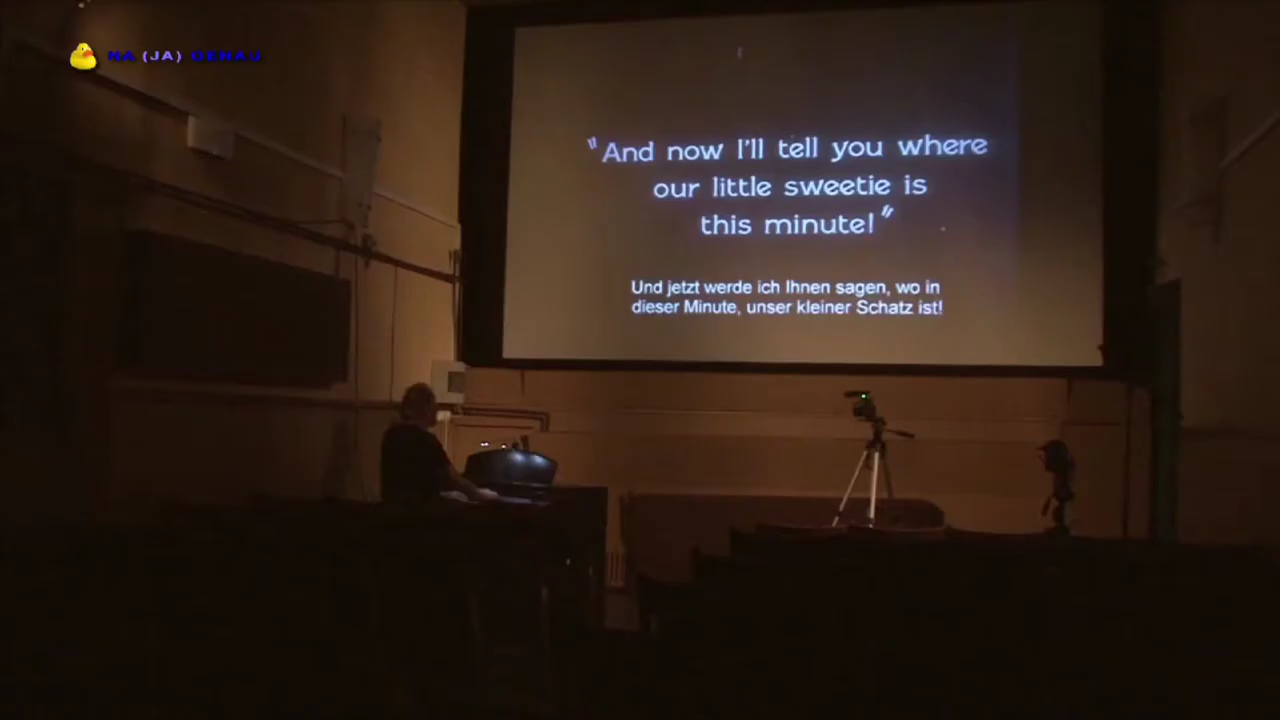 NA (JA) GENAU
"And now I'll tell you where
our little sweetie is
this minute!"
Und jetzt werde ich Ihnen sagen, wo in
dieser Minute, unser kleiner Schatz ist!